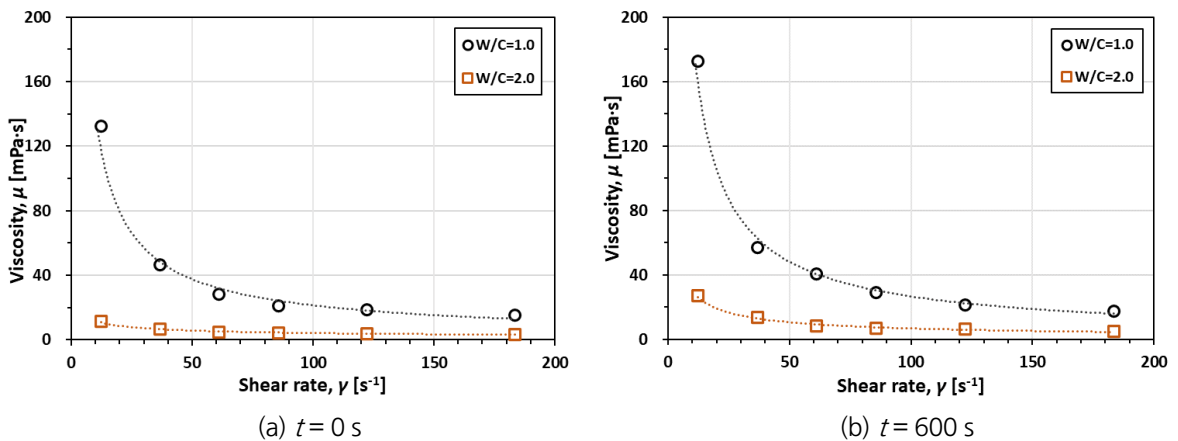 200
160
120
80
40
0
0
50
100
150
200
Viscosity, μ [mPa·s]
Shear rate, γ [s⁻¹]
W/C=1.0
W/C=2.0
(a) t = 0 s
200
160
120
80
40
0
0
50
100
150
200
Viscosity, μ [mPa·s]
Shear rate, γ [s⁻¹]
W/C=1.0
W/C=2.0
(b) t = 600 s